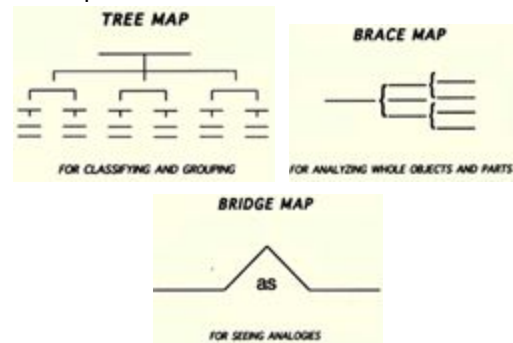 TREE MAP
FOR CLASSIFYING AND GROUPING
BRACE MAP
FOR ANALYZING WHOLE OBJECTS AND PARTS
BRIDGE MAP
as
FOR SEEING ANALOGIES